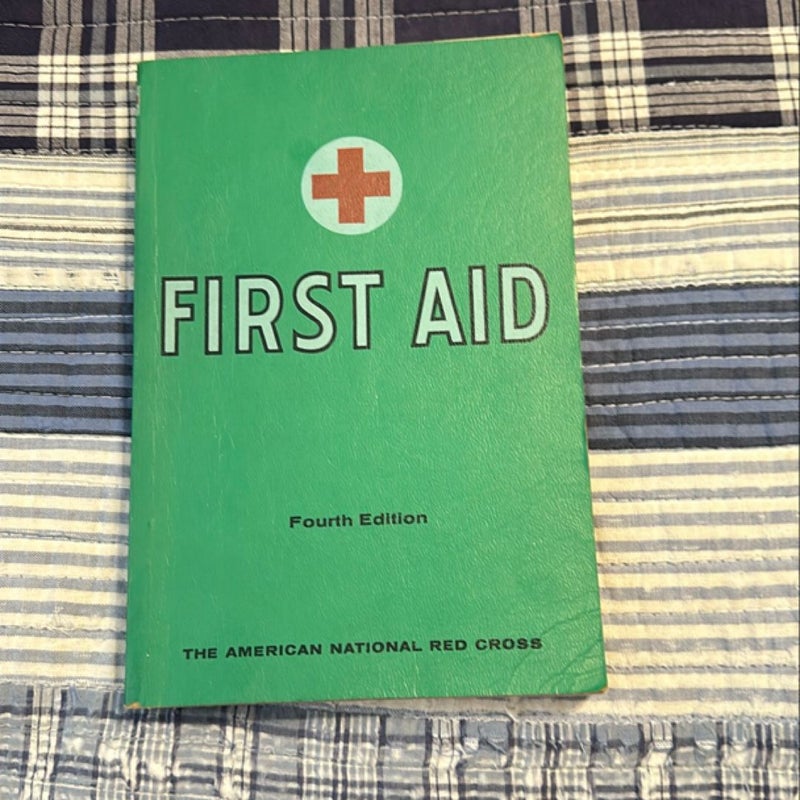 FIRST AID
Fourth Edition
THE AMERICAN NATIONAL RED CROSS